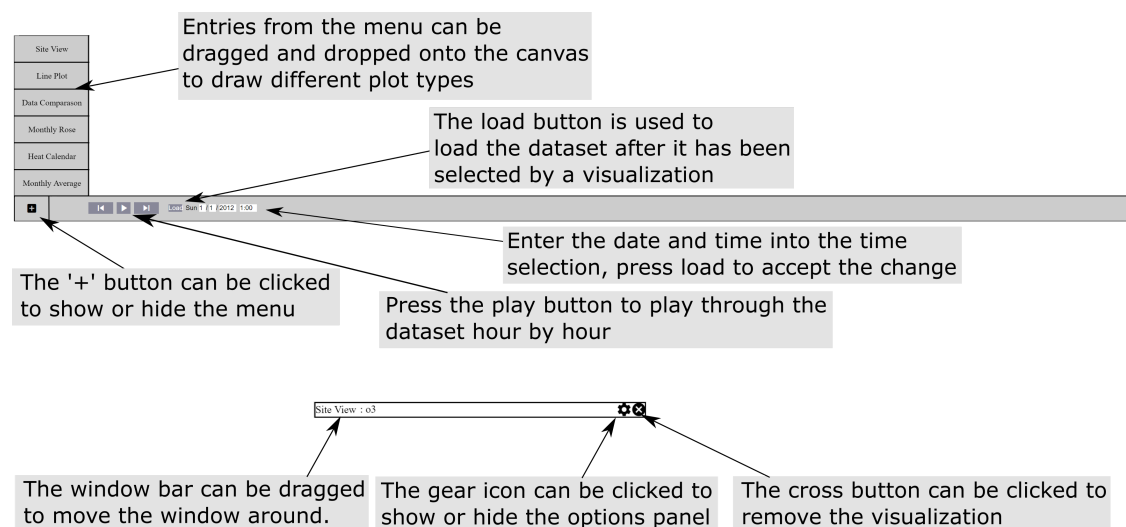 Entries from the menu can be
dragged and dropped onto the canvas
to draw different plot types
Site View
Line Plot
Data Comparason
Monthly Rose
Heat Calendar
Monthly Average
The load button is used to
load the dataset after it has been
selected by a visualization
Load Sun 1 / 1 / 2012 1:00
Enter the date and time into the time
selection, press load to accept the change
The '+' button can be clicked
to show or hide the menu
Press the play button to play through the
dataset hour by hour
Site View : o3
The window bar can be dragged
to move the window around.
The gear icon can be clicked to
show or hide the options panel
The cross button can be clicked to
remove the visualization